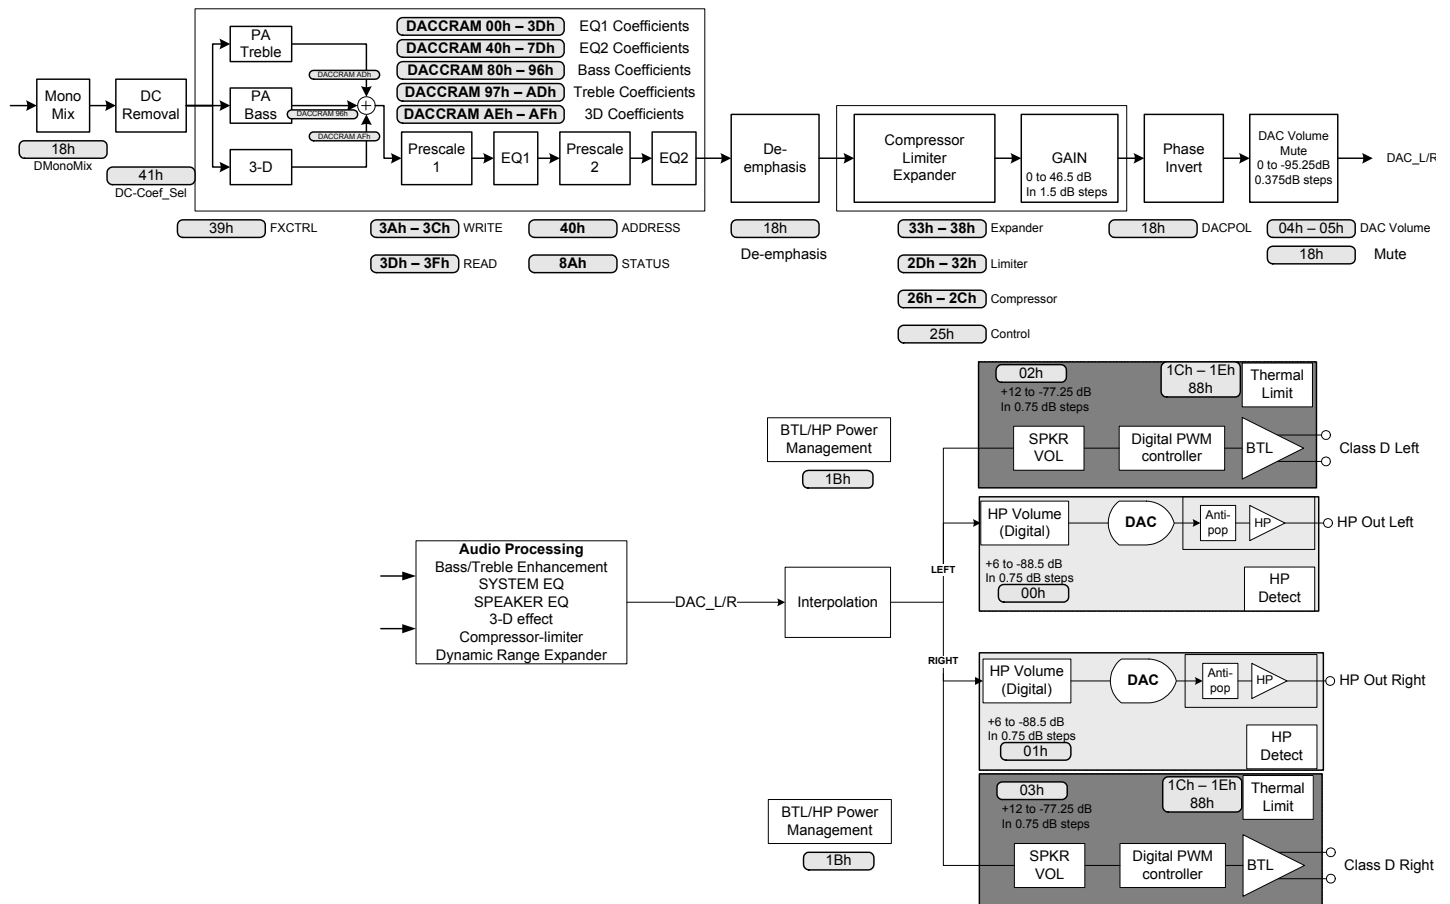 PA
Treble
DACCRAM 00h – 3Dh EQ1 Coefficients
DACCRAM 40h – 7Dh EQ2 Coefficients
DACCRAM 80h – 96h Bass Coefficients
DACCRAM 97h – ADh Treble Coefficients
DACCRAM AEh – AFh 3D Coefficients
DACCRAM ADh
Mono
Mix
DC
Removal
PA
Bass
DACCRAM 96h
DACCRAM AFh
3-D
18h
DMonoMix
41h
DC-Coef_Sel
Prescale
1
EQ1
Prescale
2
EQ2
De-
emphasis
Compressor
Limiter
Expander
GAIN
0 to 46.5 dB
In 1.5 dB steps
Phase
Invert
DAC Volume
Mute
0 to -95.25dB
0.375dB steps
DAC_L/R
39h FXCTRL
3Ah – 3Ch WRITE
40h ADDRESS
3Dh – 3Fh READ
8Ah STATUS
18h
De-emphasis
33h – 38h Expander
2Dh – 32h Limiter
26h – 2Ch Compressor
25h Control
18h DACPOL
04h – 05h DAC Volume
18h Mute
BTL/HP Power
Management
1Bh
02h
+12 to -77.25 dB
In 0.75 dB steps
1Ch – 1Eh
88h
Thermal
Limit
SPKR
VOL
Digital PWM
controller
BTL
Class D Left
HP Volume
(Digital)
DAC
Anti-
pop
HP
HP Out Left
+6 to -88.5 dB
In 0.75 dB steps
00h
HP
Detect
Audio Processing
Bass/Treble Enhancement
SYSTEM EQ
SPEAKER EQ
3-D effect
Compressor-limiter
Dynamic Range Expander
DAC_L/R
Interpolation
LEFT
RIGHT
HP Volume
(Digital)
DAC
Anti-
pop
HP
HP Out Right
+6 to -88.5 dB
In 0.75 dB steps
01h
HP
Detect
BTL/HP Power
Management
1Bh
03h
+12 to -77.25 dB
In 0.75 dB steps
1Ch – 1Eh
88h
Thermal
Limit
SPKR
VOL
Digital PWM
controller
BTL
Class D Right